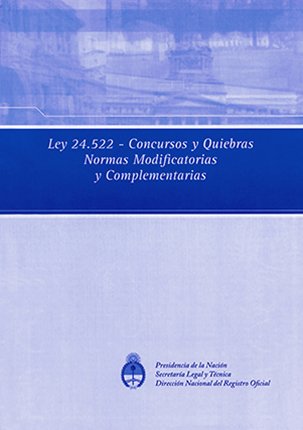 Ley 24.522 - Concursos y Quiebras
Normas Modificatorias
y Complementarias
Presidencia de la Nación
Secretaría Legal y Técnica
Dirección Nacional del Registro Oficial